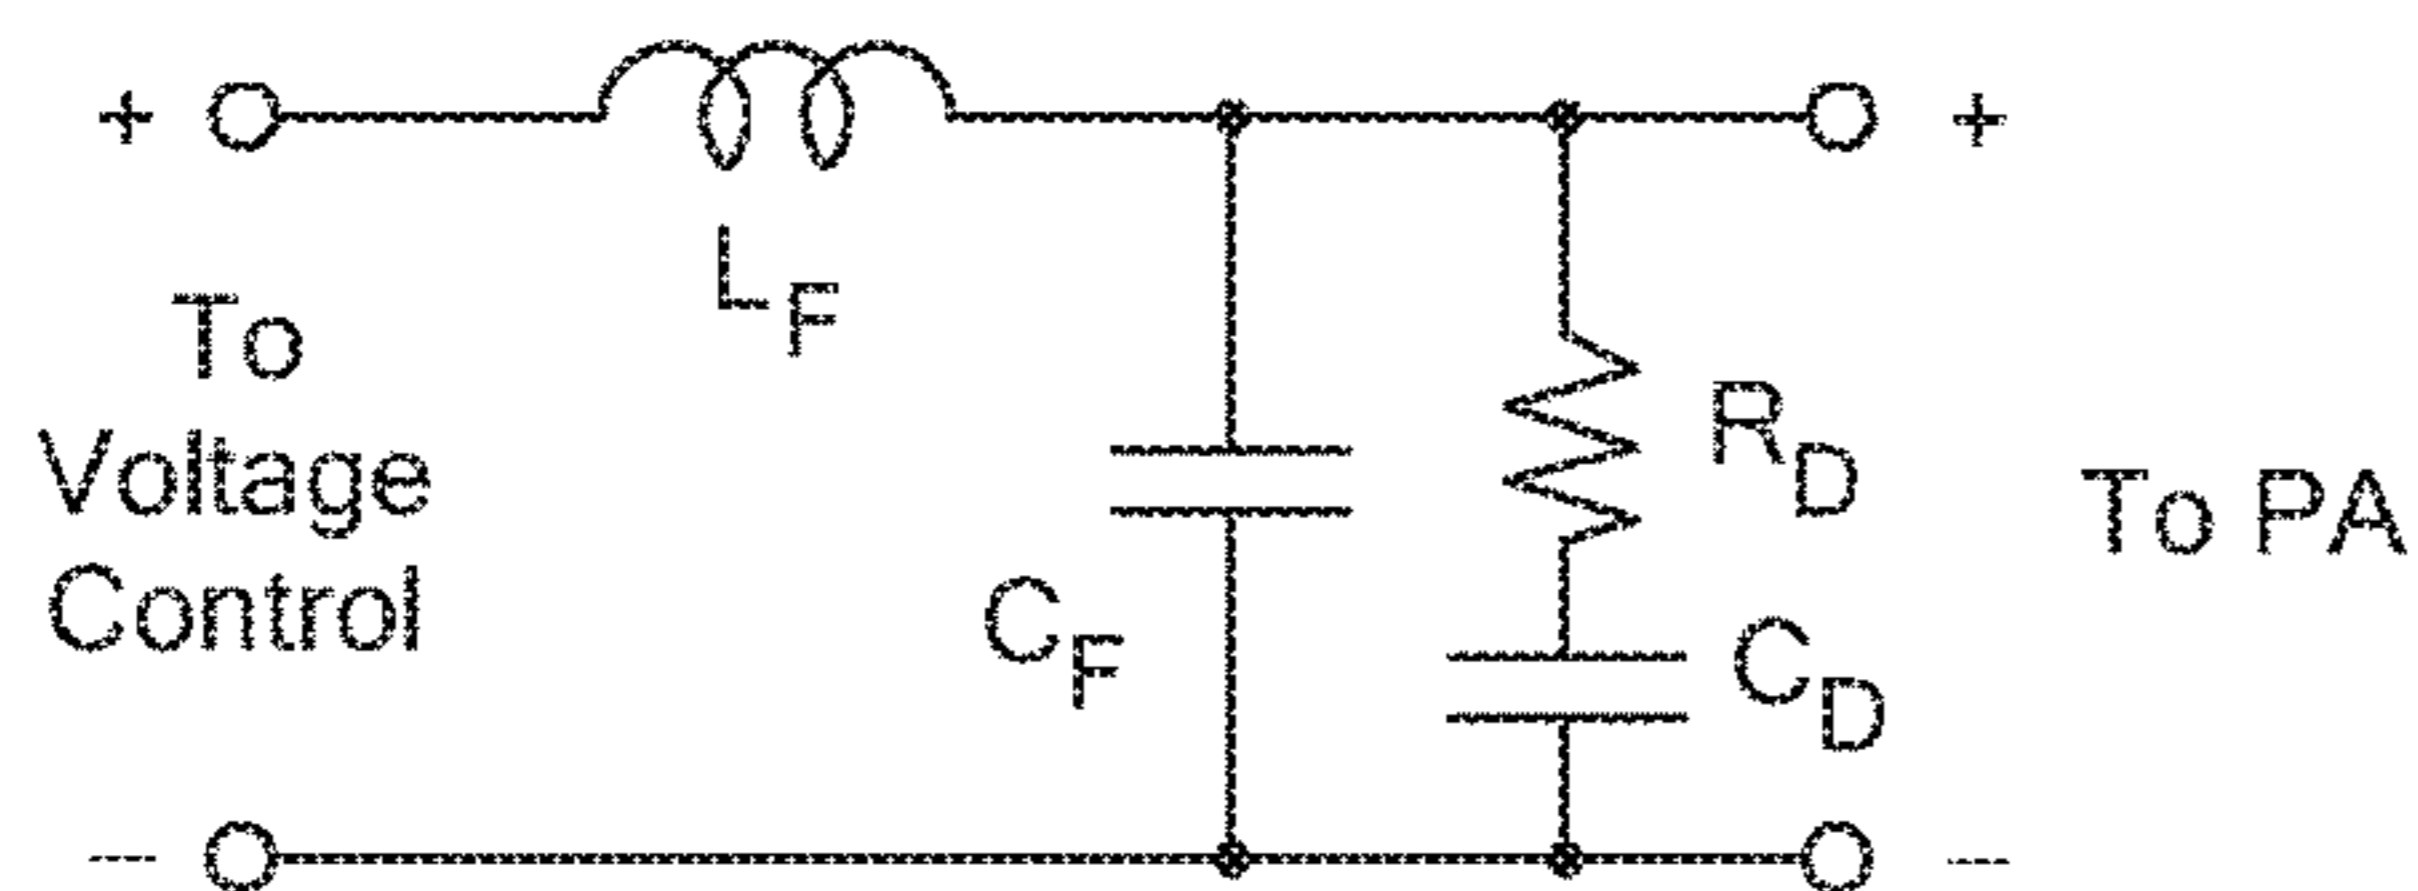 +
+
L_F
To
Voltage
Control
R_D
To PA
C_F
C_D
−
−